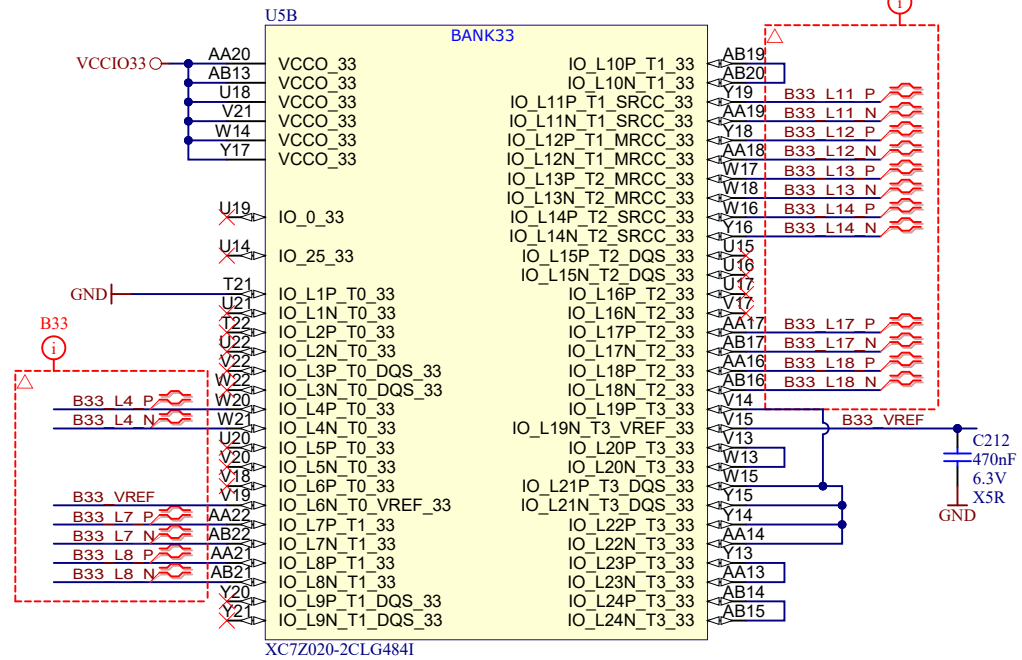 U5B
BANK33
VCCIO33
AA20 VCCO_33
AB13 VCCO_33
U18 VCCO_33
V21 VCCO_33
W14 VCCO_33
Y17 VCCO_33
U19 IO_0_33
U14 IO_25_33
GND T21 IO_L1P_T0_33
U21 IO_L1N_T0_33
T22 IO_L2P_T0_33
U22 IO_L2N_T0_33
V22 IO_L3P_T0_DQS_33
W22 IO_L3N_T0_DQS_33
B33
i
B33_L4_P W20 IO_L4P_T0_33
B33_L4_N W21 IO_L4N_T0_33
U20 IO_L5P_T0_33
V20 IO_L5N_T0_33
V18 IO_L6P_T0_33
B33_VREF V19 IO_L6N_T0_VREF_33
B33_L7_P AA22 IO_L7P_T1_33
B33_L7_N AB22 IO_L7N_T1_33
B33_L8_P AA21 IO_L8P_T1_33
B33_L8_N AB21 IO_L8N_T1_33
Y20 IO_L9P_T1_DQS_33
Y21 IO_L9N_T1_DQS_33
i
IO_L10P_T1_33 AB19
IO_L10N_T1_33 AB20
IO_L11P_T1_SRCC_33 Y19 B33_L11_P
IO_L11N_T1_SRCC_33 AA19 B33_L11_N
IO_L12P_T1_MRCC_33 Y18 B33_L12_P
IO_L12N_T1_MRCC_33 AA18 B33_L12_N
IO_L13P_T2_MRCC_33 W17 B33_L13_P
IO_L13N_T2_MRCC_33 W18 B33_L13_N
IO_L14P_T2_SRCC_33 W16 B33_L14_P
IO_L14N_T2_SRCC_33 Y16 B33_L14_N
IO_L15P_T2_DQS_33 U15
IO_L15N_T2_DQS_33 U16
IO_L16P_T2_33 U17
IO_L16N_T2_33 V17
IO_L17P_T2_33 AA17 B33_L17_P
IO_L17N_T2_33 AB17 B33_L17_N
IO_L18P_T2_33 AA16 B33_L18_P
IO_L18N_T2_33 AB16 B33_L18_N
IO_L19P_T3_33 V14
IO_L19N_T3_VREF_33 V15 B33_VREF
IO_L20P_T3_33 V13
IO_L20N_T3_33 W13
IO_L21P_T3_DQS_33 W15
IO_L21N_T3_DQS_33 Y15
IO_L22P_T3_33 Y14
IO_L22N_T3_33 AA14
IO_L23P_T3_33 Y13
IO_L23N_T3_33 AA13
IO_L24P_T3_33 AB14
IO_L24N_T3_33 AB15
C212
470nF
6.3V
X5R
GND
XC7Z020-2CLG484I